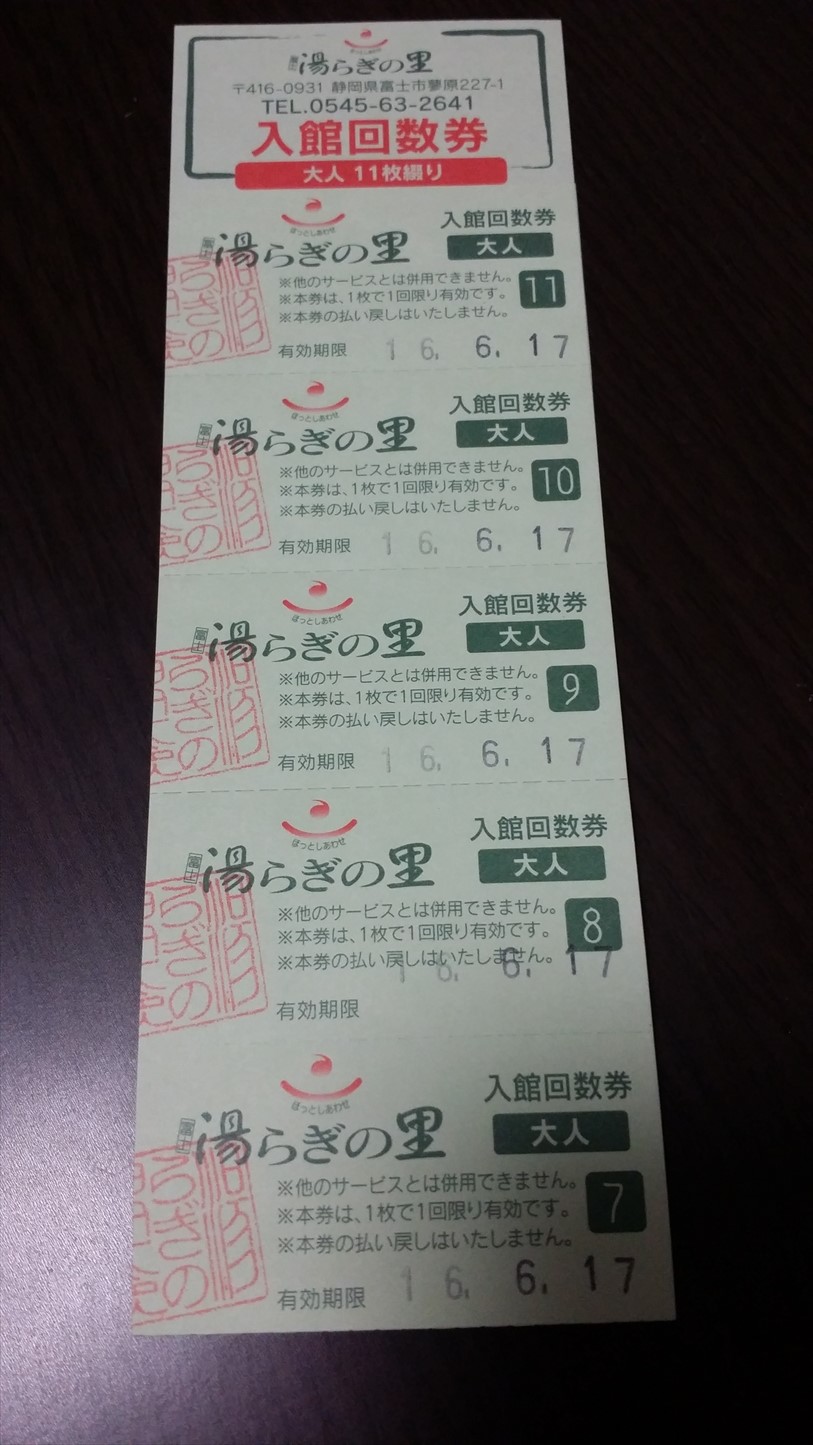 ほっとしあわせ
富士 湯らぎの里
〒416-0931 静岡県富士市蓼原227-1
TEL.0545-63-2641
入館回数券
大人 11枚綴り
ほっとしあわせ
入館回数券
富士 湯らぎの里
大人
※他のサービスとは併用できません。
11
※本券は、1枚で1回限り有効です。
※本券の払い戻しはいたしません。
有効期限 16. 6. 17
ほっとしあわせ
入館回数券
富士 湯らぎの里
大人
※他のサービスとは併用できません。
10
※本券は、1枚で1回限り有効です。
※本券の払い戻しはいたしません。
有効期限 16. 6. 17
ほっとしあわせ
入館回数券
富士 湯らぎの里
大人
※他のサービスとは併用できません。
9
※本券は、1枚で1回限り有効です。
※本券の払い戻しはいたしません。
有効期限 16. 6. 17
ほっとしあわせ
入館回数券
富士 湯らぎの里
大人
※他のサービスとは併用できません。
8
※本券は、1枚で1回限り有効です。
※本券の払い戻しはいたしません。
16. 6. 17
有効期限
ほっとしあわせ
入館回数券
富士 湯らぎの里
大人
※他のサービスとは併用できません。
7
※本券は、1枚で1回限り有効です。
※本券の払い戻しはいたしません。
有効期限 16. 6. 17